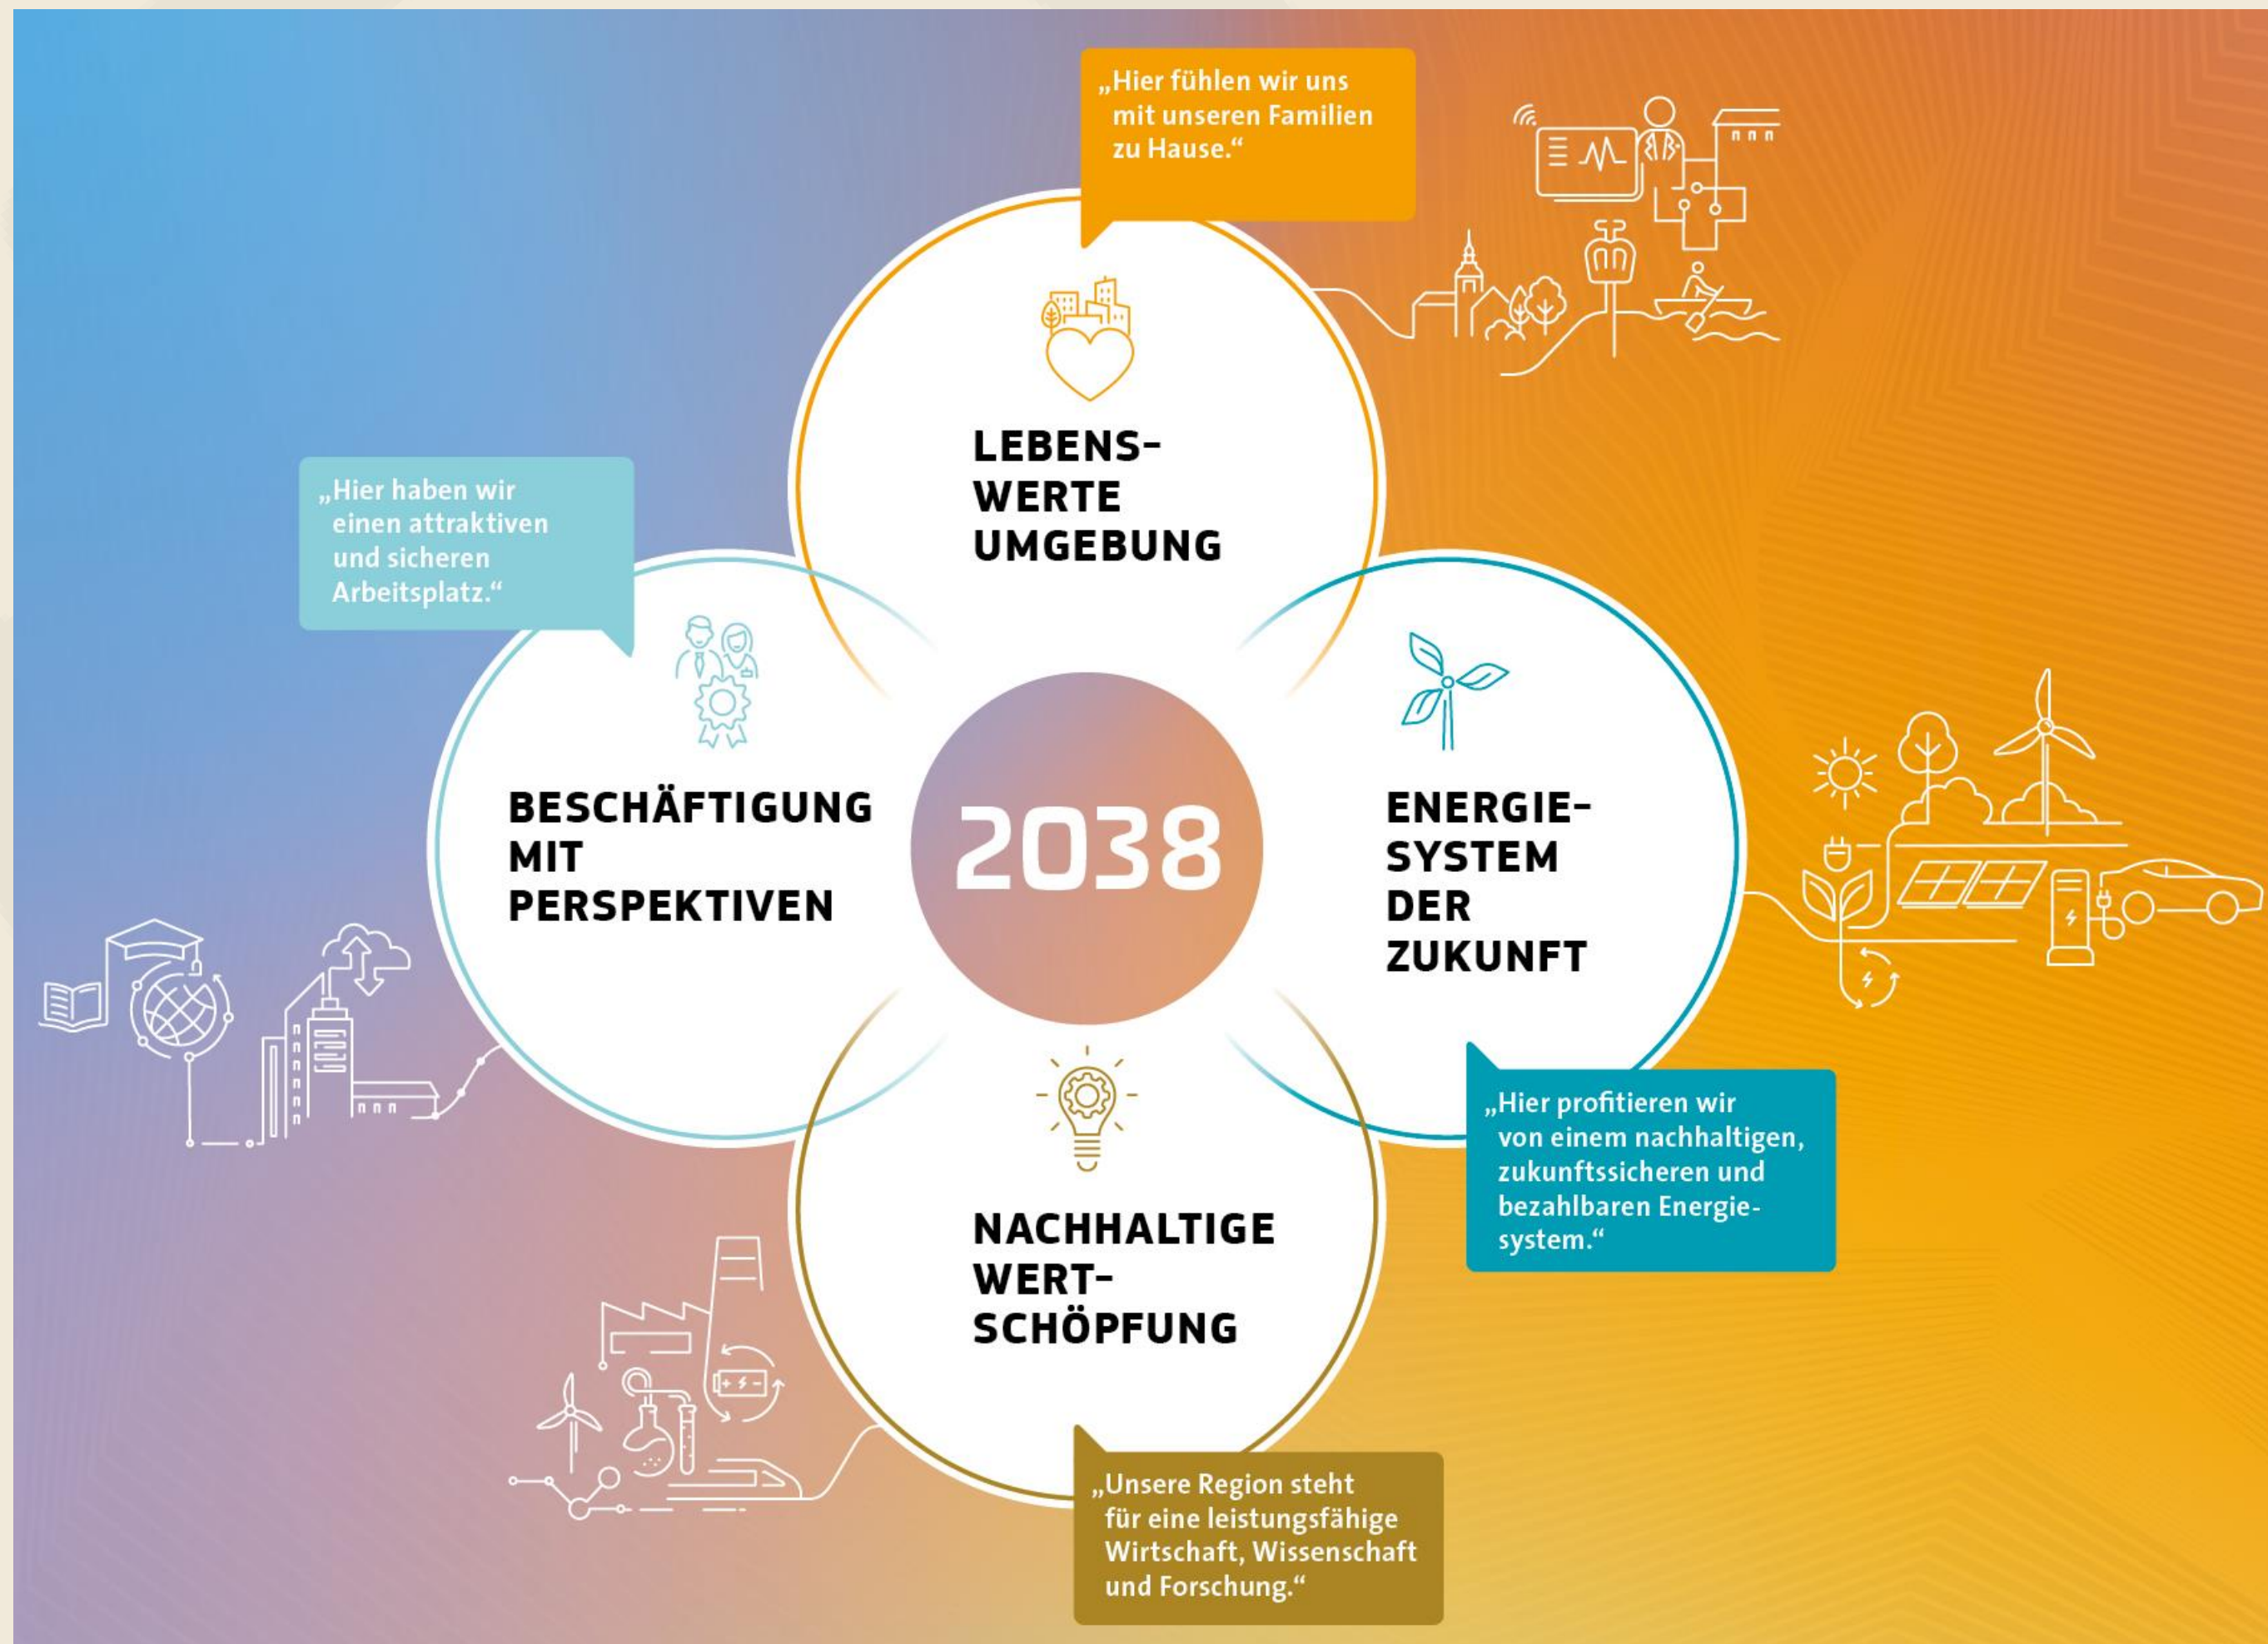 „Hier fühlen wir uns
mit unseren Familien
zu Hause.“
LEBENS-
WERTE
UMGEBUNG
„Hier haben wir
einen attraktiven
und sicheren
Arbeitsplatz.“
BESCHÄFTIGUNG
MIT
PERSPEKTIVEN
2038
ENERGIE-
SYSTEM
DER
ZUKUNFT
„Hier profitieren wir
von einem nachhaltigen,
zukunftssicheren und
bezahlbaren Energie-
system.“
NACHHALTIGE
WERT-
SCHÖPFUNG
„Unsere Region steht
für eine leistungsfähige
Wirtschaft, Wissenschaft
und Forschung.“